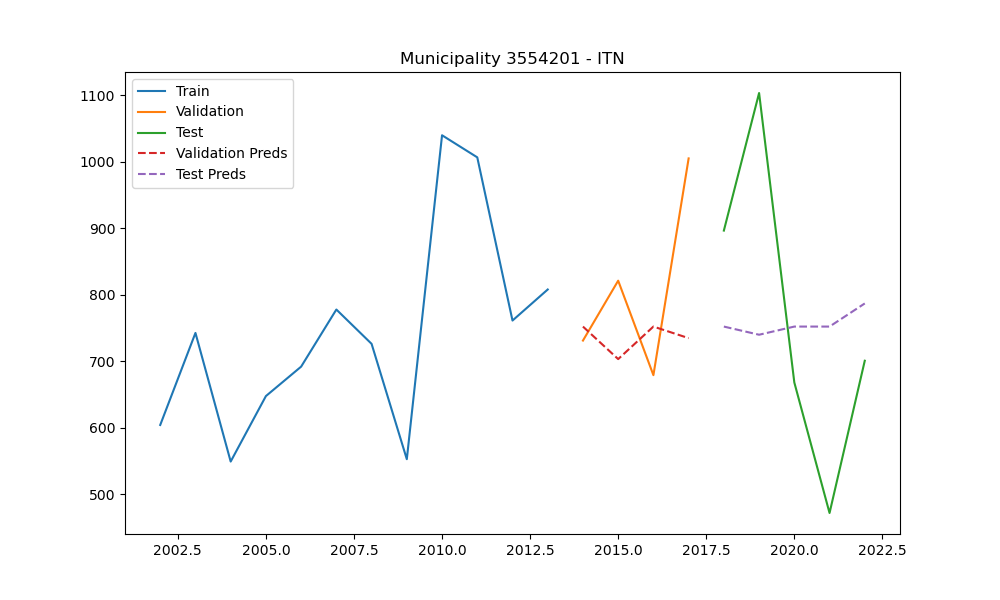 Municipality 3554201 - ITN
Train
Validation
Test
Validation Preds
Test Preds
1100
1000
900
800
700
600
500
2002.5 2005.0 2007.5 2010.0 2012.5 2015.0 2017.5 2020.0 2022.5